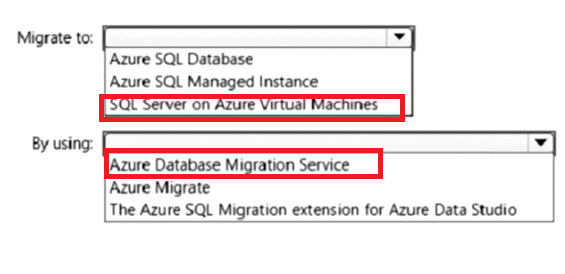 Migrate to:
Azure SQL Database
Azure SQL Managed Instance
SQL Server on Azure Virtual Machines
By using:
Azure Database Migration Service
Azure Migrate
The Azure SQL Migration extension for Azure Data Studio